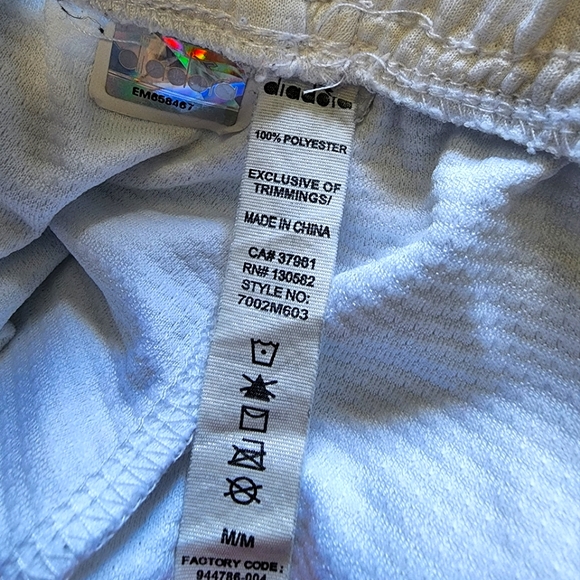 EM658467
diadora
100% POLYESTER
EXCLUSIVE OF
TRIMMINGS/
MADE IN CHINA
CA# 37981
RN# 130582
STYLE NO:
7002M603
M/M
FACTORY CODE:
944786-004